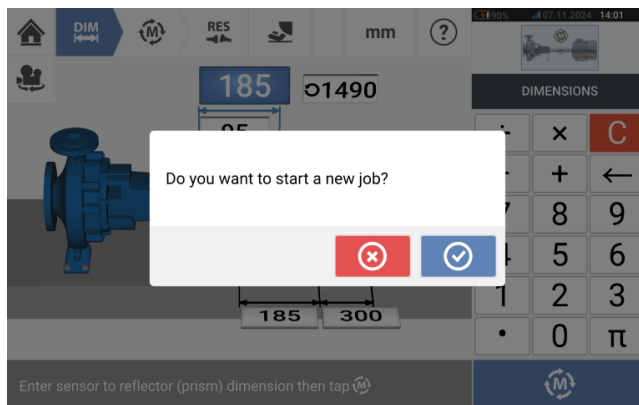 DIM
M
RES
mm
?
90%
07.11.2024 14:01
185
1490
DIMENSIONS
Do you want to start a new job?
× C
+ ←
8 9
5 6
1 2 3
. 0 π
185 300
Enter sensor to reflector (prism) dimension then tap M
M